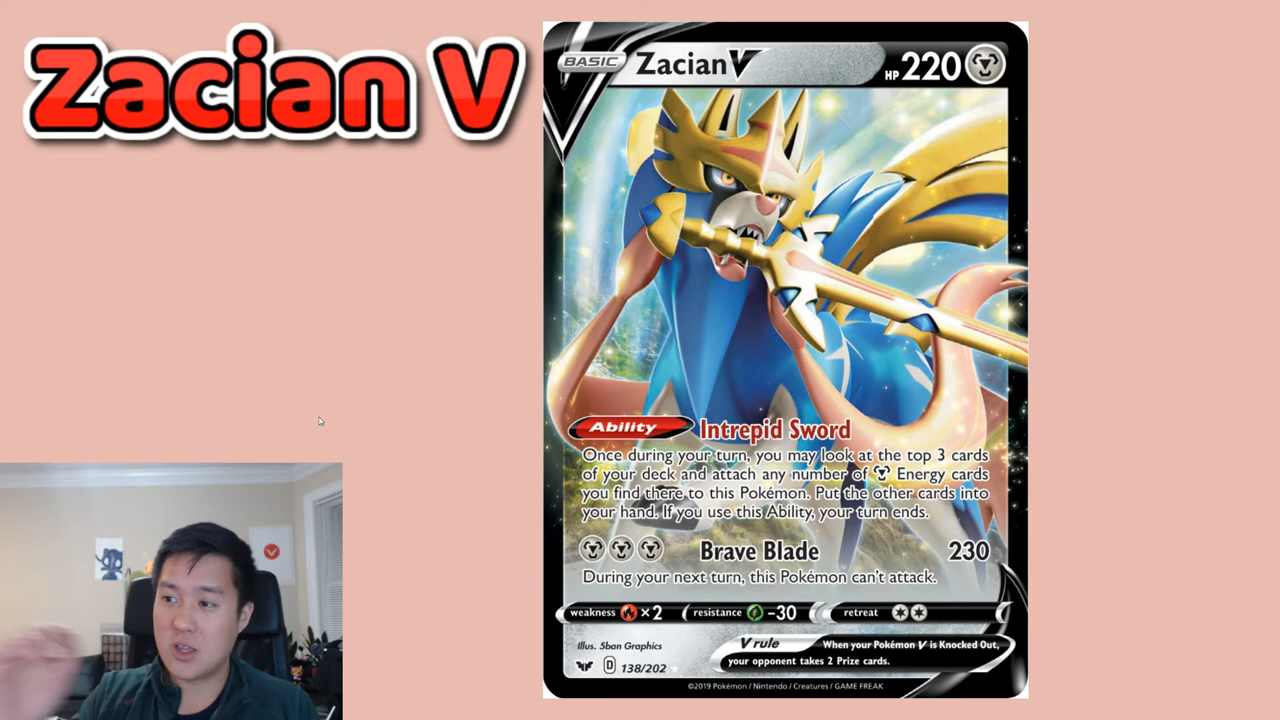 Zacian V
BASIC Zacian V HP 220
Ability Intrepid Sword
Once during your turn, you may look at the top 3 cards
of your deck and attach any number of Energy cards
you find there to this Pokémon. Put the other cards into
your hand. If you use this Ability, your turn ends.
Brave Blade 230
During your next turn, this Pokémon can't attack.
weakness ×2 resistance -30 retreat
Illus. 5ban Graphics
V rule When your Pokémon V is Knocked Out,
your opponent takes 2 Prize cards.
D 138/202
©2019 Pokémon / Nintendo / Creatures / GAME FREAK